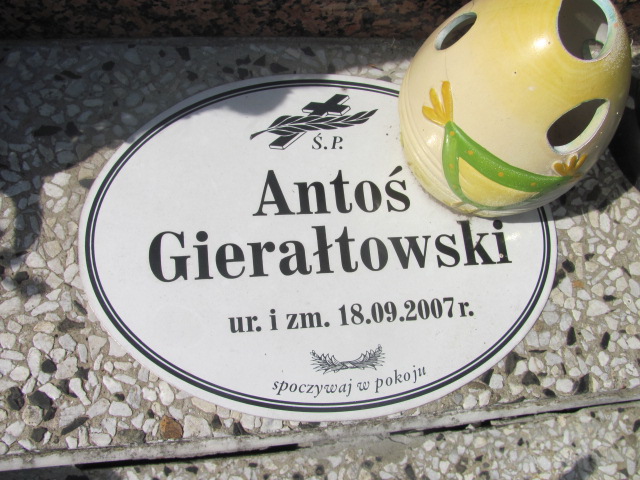 Ś.P.
Antoś
Gierałtowski
ur. i zm. 18.09.2007 r.
spoczywaj w pokoju